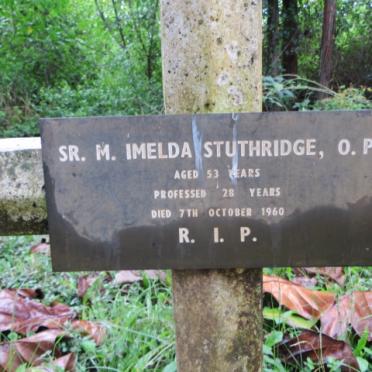 SR. M. IMELDA STUTHRIDGE, O. P
AGED 53 YEARS
PROFESSED 28 YEARS
DIED 7TH OCTOBER 1960
R. I. P.